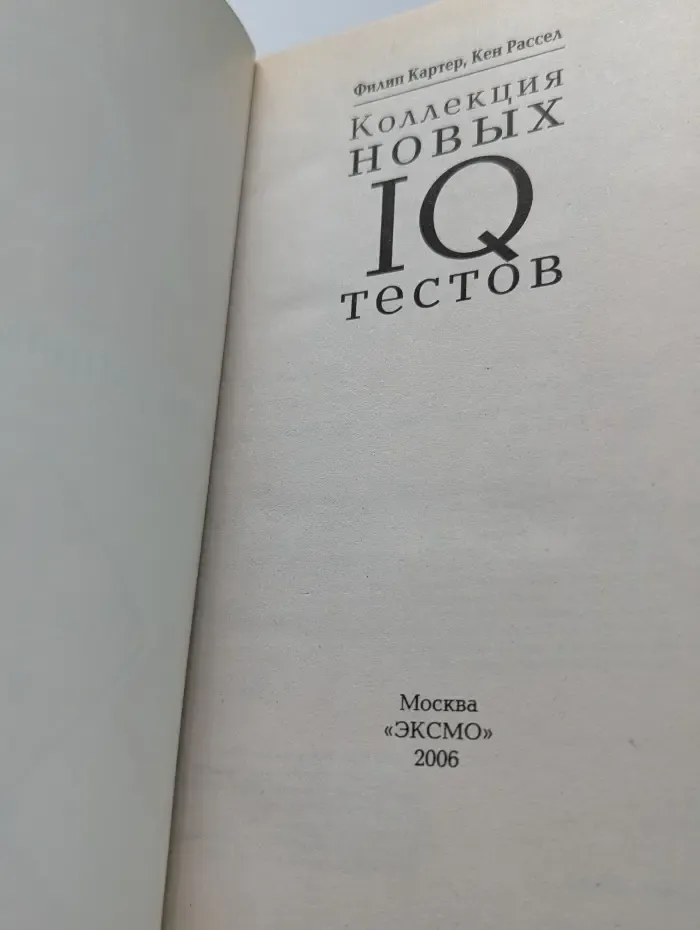 Филип Картер, Кен Рассел
Коллекция
новых
IQ
тестов
Москва
«ЭКСМО»
2006